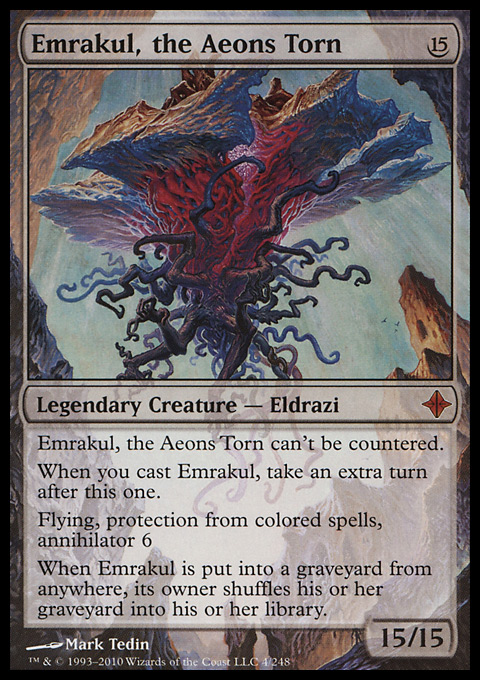 Emrakul, the Aeons Torn 15
Legendary Creature — Eldrazi
Emrakul, the Aeons Torn can't be countered.
When you cast Emrakul, take an extra turn
after this one.
Flying, protection from colored spells,
annihilator 6
When Emrakul is put into a graveyard from
anywhere, its owner shuffles his or her
graveyard into his or her library.
Mark Tedin
15/15
™ & © 1993–2010 Wizards of the Coast LLC 4/248